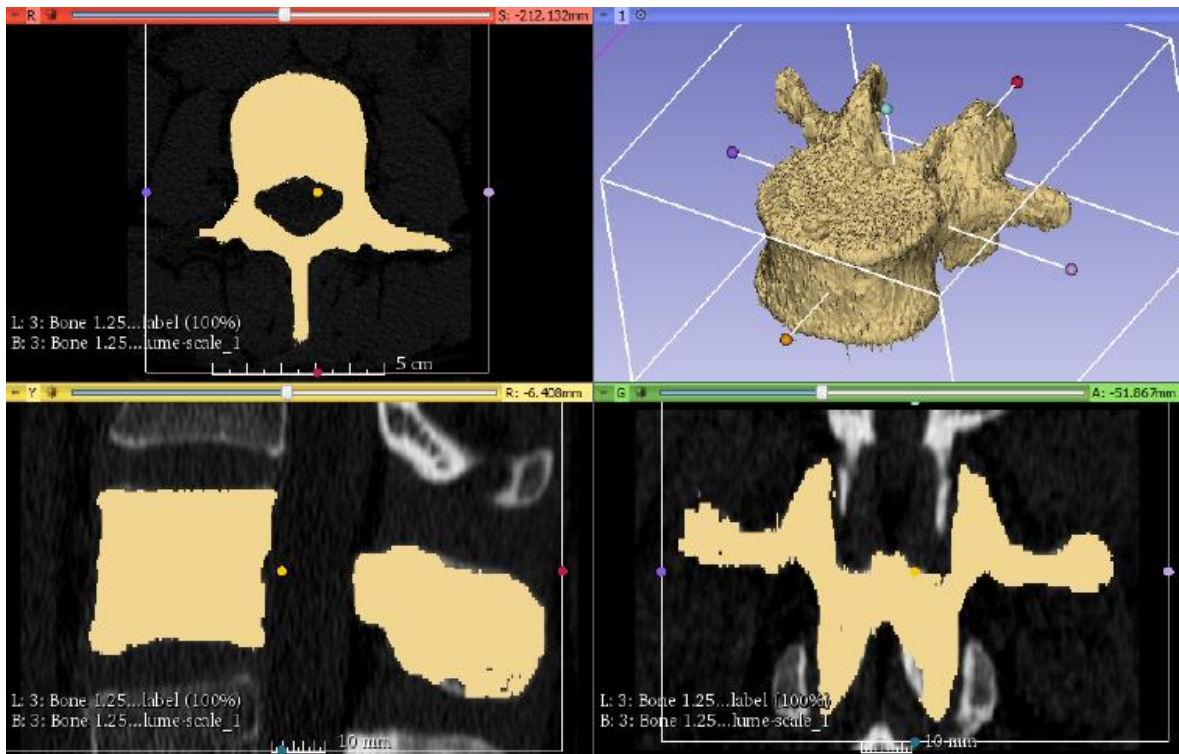 R S: -212.132mm
1
L: 3: Bone 1.25...label (100%)
B: 3: Bone 1.25...lume-scale_1
5 cm
Y R: -6.408mm
G A: -51.867mm
L: 3: Bone 1.25...label (100%)
B: 3: Bone 1.25...lume-scale_1
10 mm
L: 3: Bone 1.25...label (100%)
B: 3: Bone 1.25...lume-scale_1
10 mm